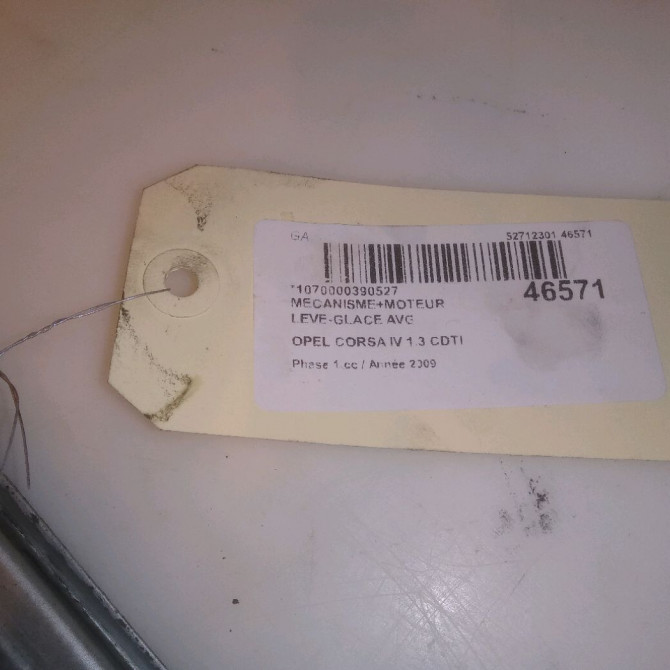 GA 52712301 46571
*1070000390527 46571
MECANISME+MOTEUR
LEVE-GLACE AVG
OPEL CORSA IV 1.3 CDTI
Phase 1 cc / Année 2009